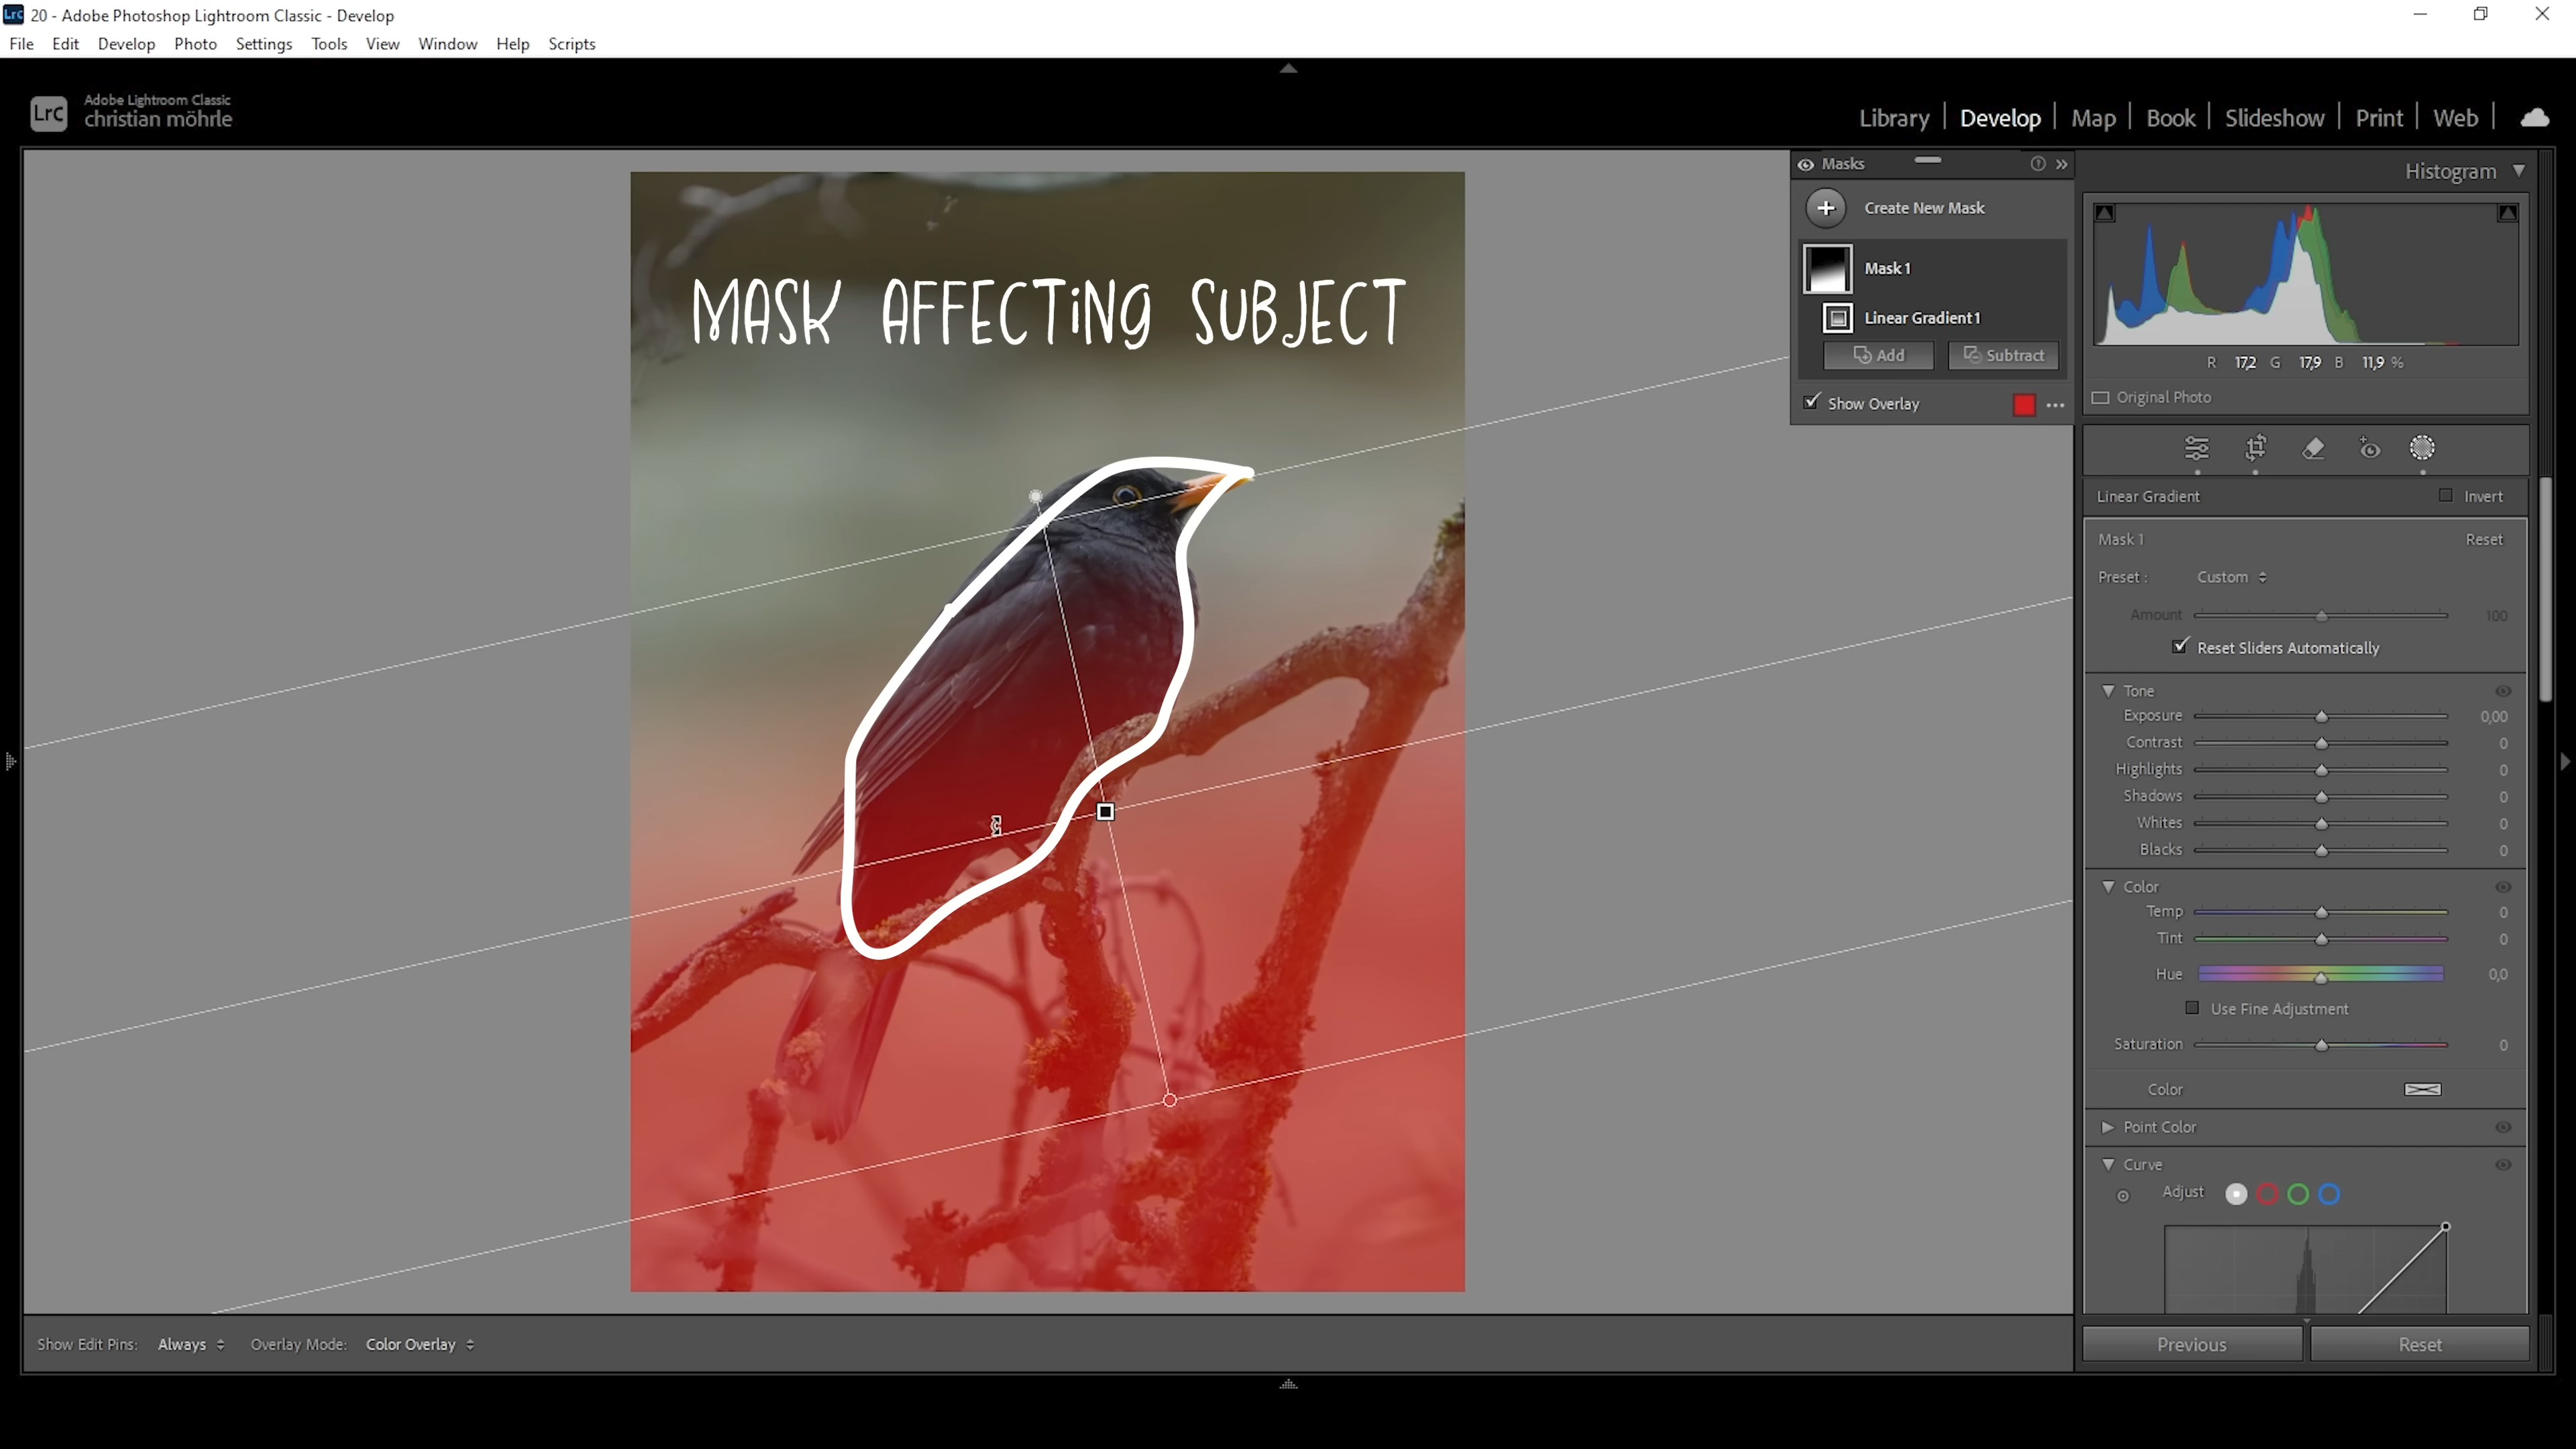 Lrc 20 - Adobe Photoshop Lightroom Classic - Develop
File Edit Develop Photo Settings Tools View Window Help Scripts
Lrc Adobe Lightroom Classic
christian möhrle
Library | Develop | Map | Book | Slideshow | Print | Web |
Masks
Create New Mask
Mask 1
Linear Gradient 1
Add Subtract
Show Overlay
MASK AFFECTING SUBJECT
Histogram
R 17,2 G 17,9 B 11,9 %
Original Photo
Linear Gradient Invert
Mask 1 Reset
Preset : Custom
Amount 100
Reset Sliders Automatically
Tone
Exposure 0,00
Contrast 0
Highlights 0
Shadows 0
Whites 0
Blacks 0
Color
Temp 0
Tint 0
Hue 0,0
Use Fine Adjustment
Saturation 0
Color
Point Color
Curve
Adjust
Show Edit Pins: Always Overlay Mode: Color Overlay
Previous Reset